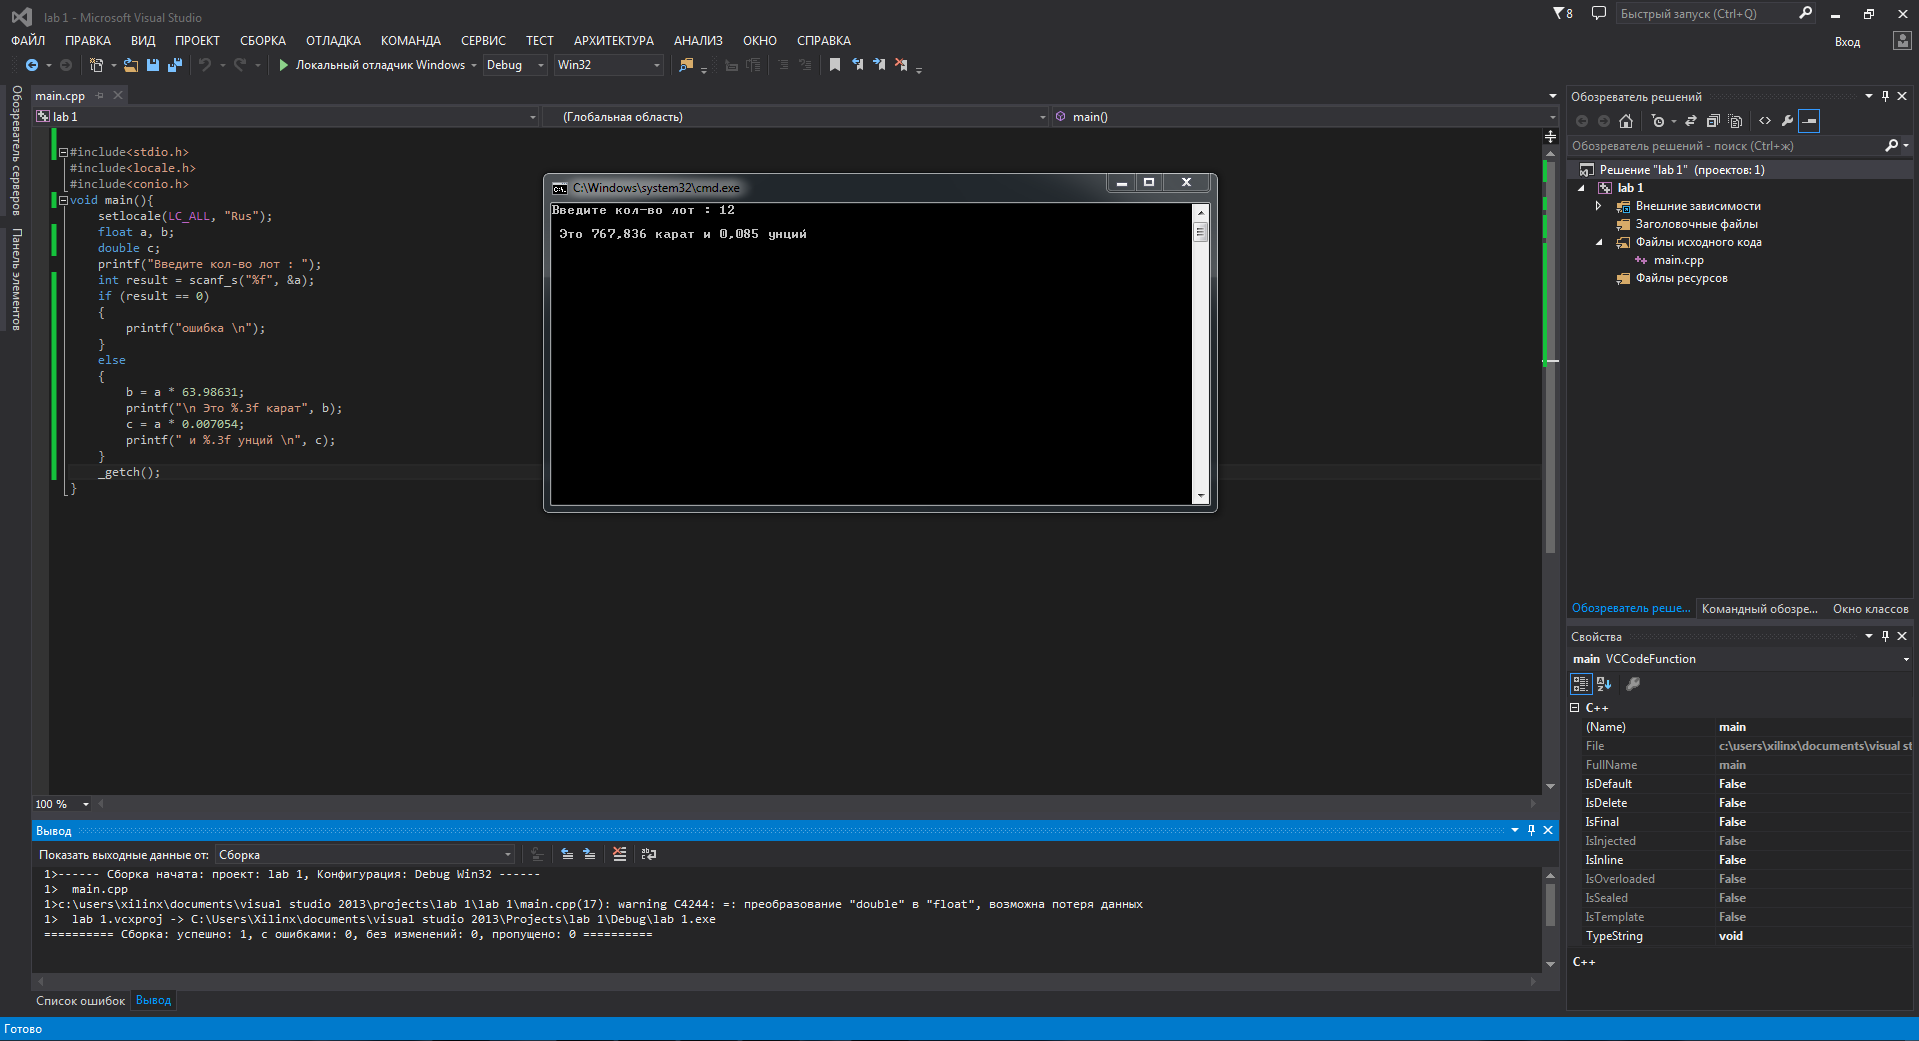 lab 1 - Microsoft Visual Studio
8
Быстрый запуск (Ctrl+Q)
ФАЙЛ ПРАВКА ВИД ПРОЕКТ СБОРКА ОТЛАДКА КОМАНДА СЕРВИС ТЕСТ АРХИТЕКТУРА АНАЛИЗ ОКНО СПРАВКА
Вход
Локальный отладчик Windows Debug Win32
Обозреватель серверов
Панель элементов
main.cpp
lab 1 (Глобальная область) main()
#include<stdio.h>
#include<locale.h>
#include<conio.h>
void main(){
setlocale(LC_ALL, "Rus");
float a, b;
double c;
printf("Введите кол-во лот : ");
int result = scanf_s("%f", &a);
if (result == 0)
{
printf("ошибка \n");
}
else
{
b = a * 63.98631;
printf("\n Это %.3f карат", b);
c = a * 0.007054;
printf(" и %.3f унций \n", c);
}
_getch();
}
C:\Windows\system32\cmd.exe
Введите кол-во лот : 12
Это 767,836 карат и 0,085 унций
100 %
Вывод
Показать выходные данные от: Сборка
1>------ Сборка начата: проект: lab 1, Конфигурация: Debug Win32 ------
1>  main.cpp
1>c:\users\xilinx\documents\visual studio 2013\projects\lab 1\lab 1\main.cpp(17): warning C4244: =: преобразование "double" в "float", возможна потеря данных
1>  lab 1.vcxproj -> C:\Users\Xilinx\documents\visual studio 2013\Projects\lab 1\Debug\lab 1.exe
========== Сборка: успешно: 1, с ошибками: 0, без изменений: 0, пропущено: 0 ==========
Список ошибок Вывод
Готово
Обозреватель решений
Обозреватель решений - поиск (Ctrl+ж)
Решение "lab 1" (проектов: 1)
lab 1
Внешние зависимости
Заголовочные файлы
Файлы исходного кода
main.cpp
Файлы ресурсов
Обозреватель реше... Командный обозре... Окно классов
Свойства
main VCCodeFunction
C++
(Name) main
File c:\users\xilinx\documents\visual st
FullName main
IsDefault False
IsDelete False
IsFinal False
IsInjected False
IsInline False
IsOverloaded False
IsSealed False
IsTemplate False
TypeString void
C++